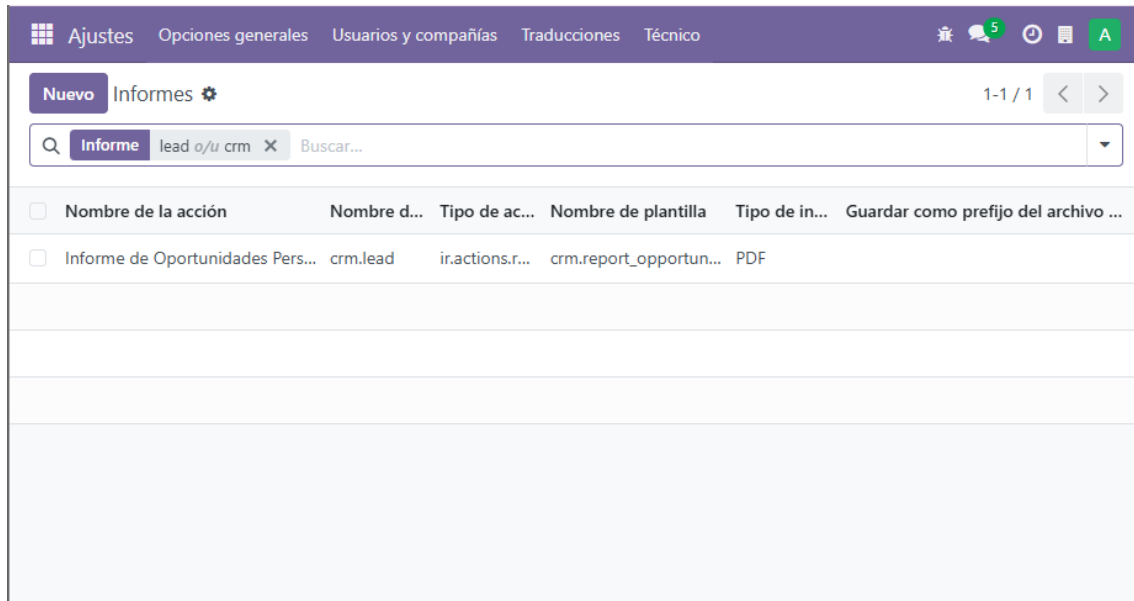 Ajustes Opciones generales Usuarios y compañías Traducciones Técnico 5 A
Nuevo Informes 1-1 / 1
Informe lead o/u crm Buscar...
Nombre de la acción Nombre d... Tipo de ac... Nombre de plantilla Tipo de in... Guardar como prefijo del archivo ...
Informe de Oportunidades Pers... crm.lead ir.actions.r... crm.report_opportun... PDF